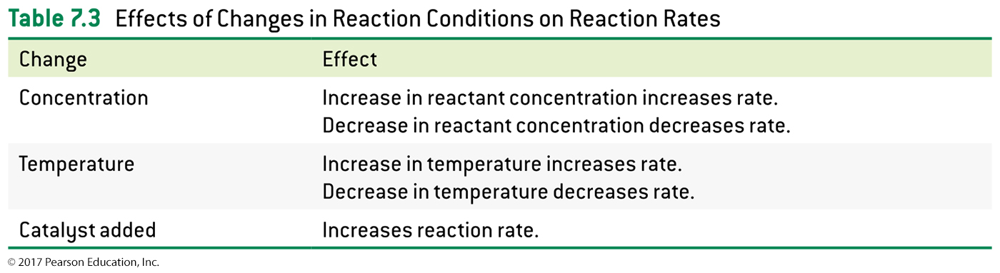 Table 7.3 Effects of Changes in Reaction Conditions on Reaction Rates
Change Effect
Concentration Increase in reactant concentration increases rate.
Decrease in reactant concentration decreases rate.
Temperature Increase in temperature increases rate.
Decrease in temperature decreases rate.
Catalyst added Increases reaction rate.
© 2017 Pearson Education, Inc.